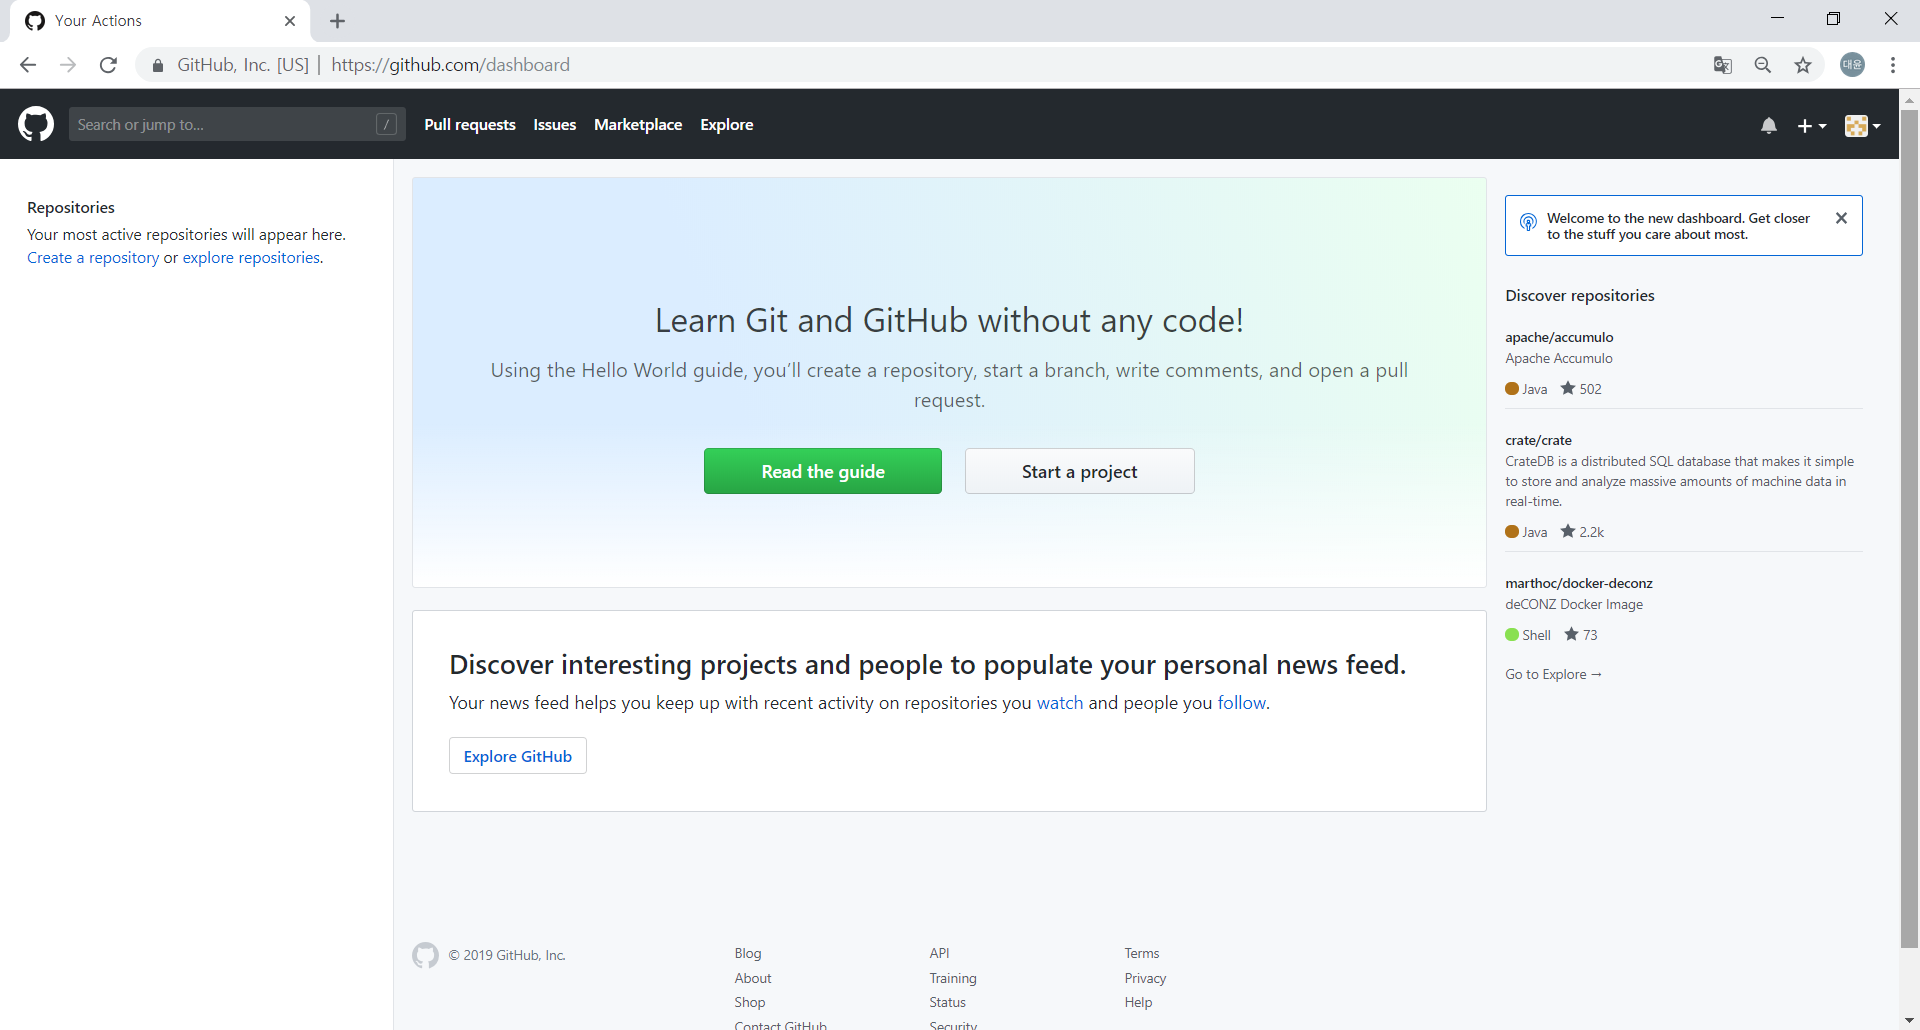 Your Actions
GitHub, Inc. [US] | https://github.com/dashboard
대윤
Search or jump to...
/
Pull requests
Issues
Marketplace
Explore
Repositories
Your most active repositories will appear here.
Create a repository or explore repositories.
Learn Git and GitHub without any code!
Using the Hello World guide, you’ll create a repository, start a branch, write comments, and open a pull
request.
Read the guide
Start a project
Discover interesting projects and people to populate your personal news feed.
Your news feed helps you keep up with recent activity on repositories you watch and people you follow.
Explore GitHub
Welcome to the new dashboard. Get closer
to the stuff you care about most.
Discover repositories
apache/accumulo
Apache Accumulo
Java 502
crate/crate
CrateDB is a distributed SQL database that makes it simple
to store and analyze massive amounts of machine data in
real-time.
Java 2.2k
marthoc/docker-deconz
deCONZ Docker Image
Shell 73
Go to Explore →
© 2019 GitHub, Inc.
Blog
About
Shop
Contact GitHub
API
Training
Status
Security
Terms
Privacy
Help